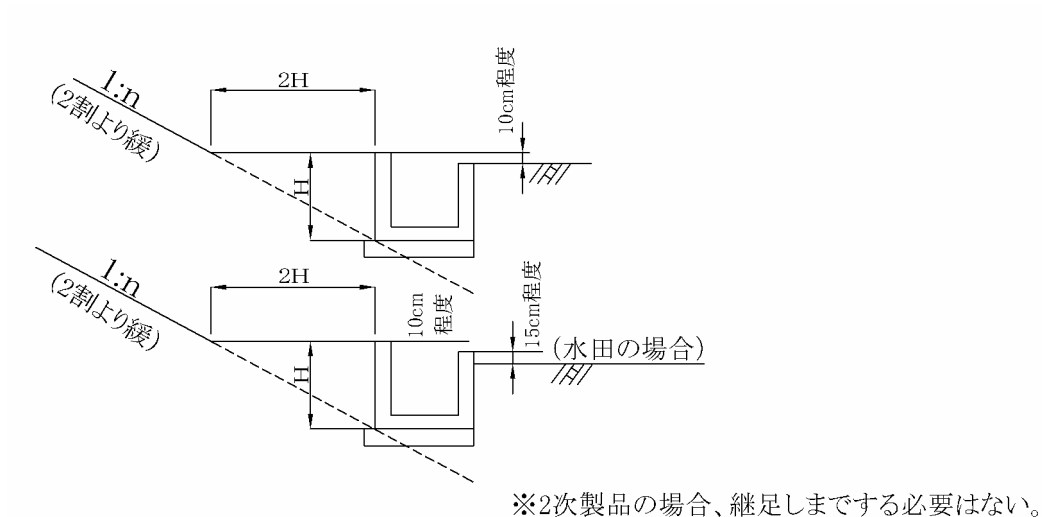 2H
10cm程度
1:n
(2割より緩)
H
2H
10cm
程度
15cm程度
1:n
(2割より緩)
(水田の場合)
H
※2次製品の場合、継足しまでする必要はない。